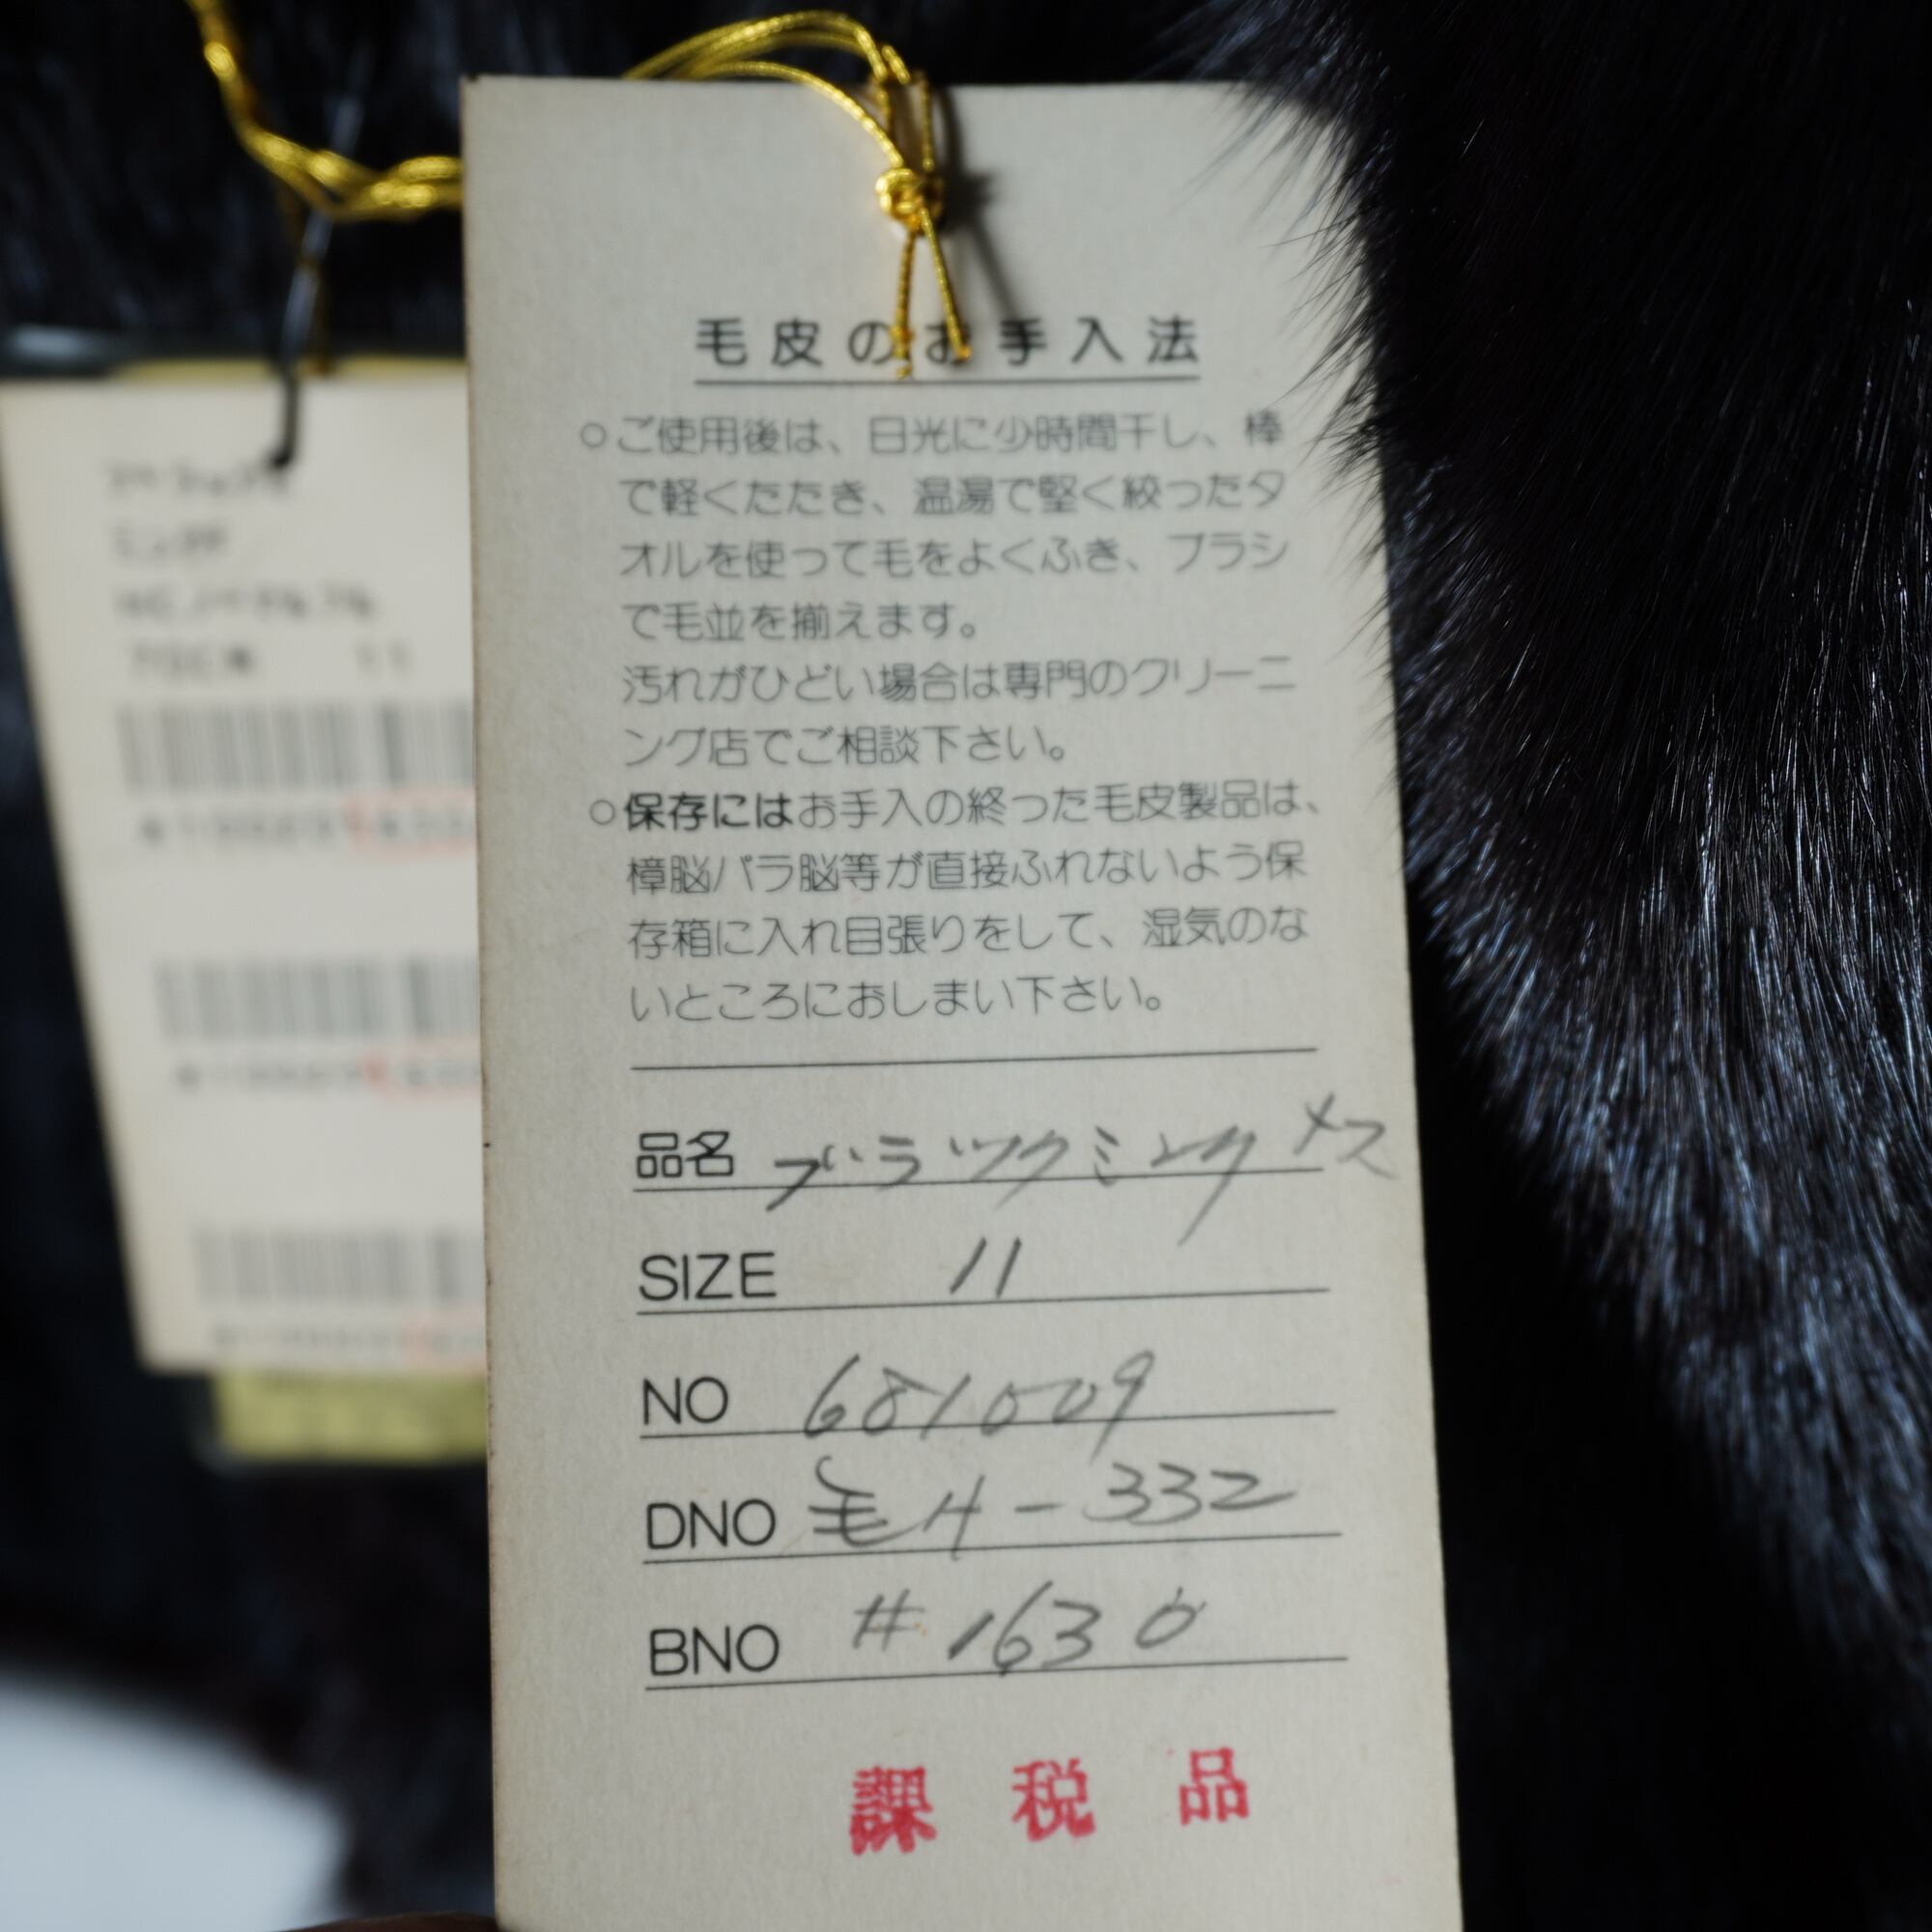 毛皮のお手入法
○ご使用後は、日光に少時間干し、棒
で軽くたたき、温湯で堅く絞ったタ
オルを使って毛をよくふき、ブラシ
で毛並を揃えます。
汚れがひどい場合は専門のクリーニ
ング店でご相談下さい。
○保存にはお手入の終った毛皮製品は、
樟脳パラ脳等が直接ふれないよう保
存箱に入れ目張りをして、湿気のな
いところにおしまい下さい。
品名 ブラックミンク メス
SIZE 11
NO 681009
DNO 毛H-332
BNO #1630
課税品
11